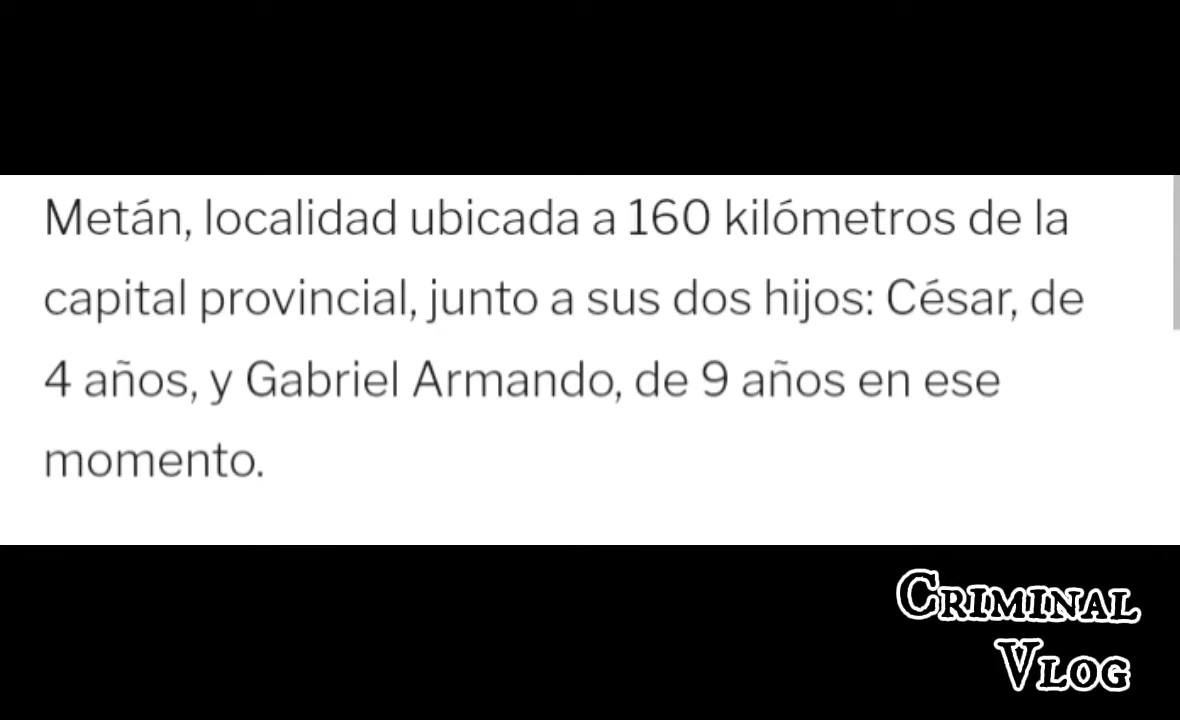 Metán, localidad ubicada a 160 kilómetros de la
capital provincial, junto a sus dos hijos: César, de
4 años, y Gabriel Armando, de 9 años en ese
momento.
CRIMINAL
VLOG